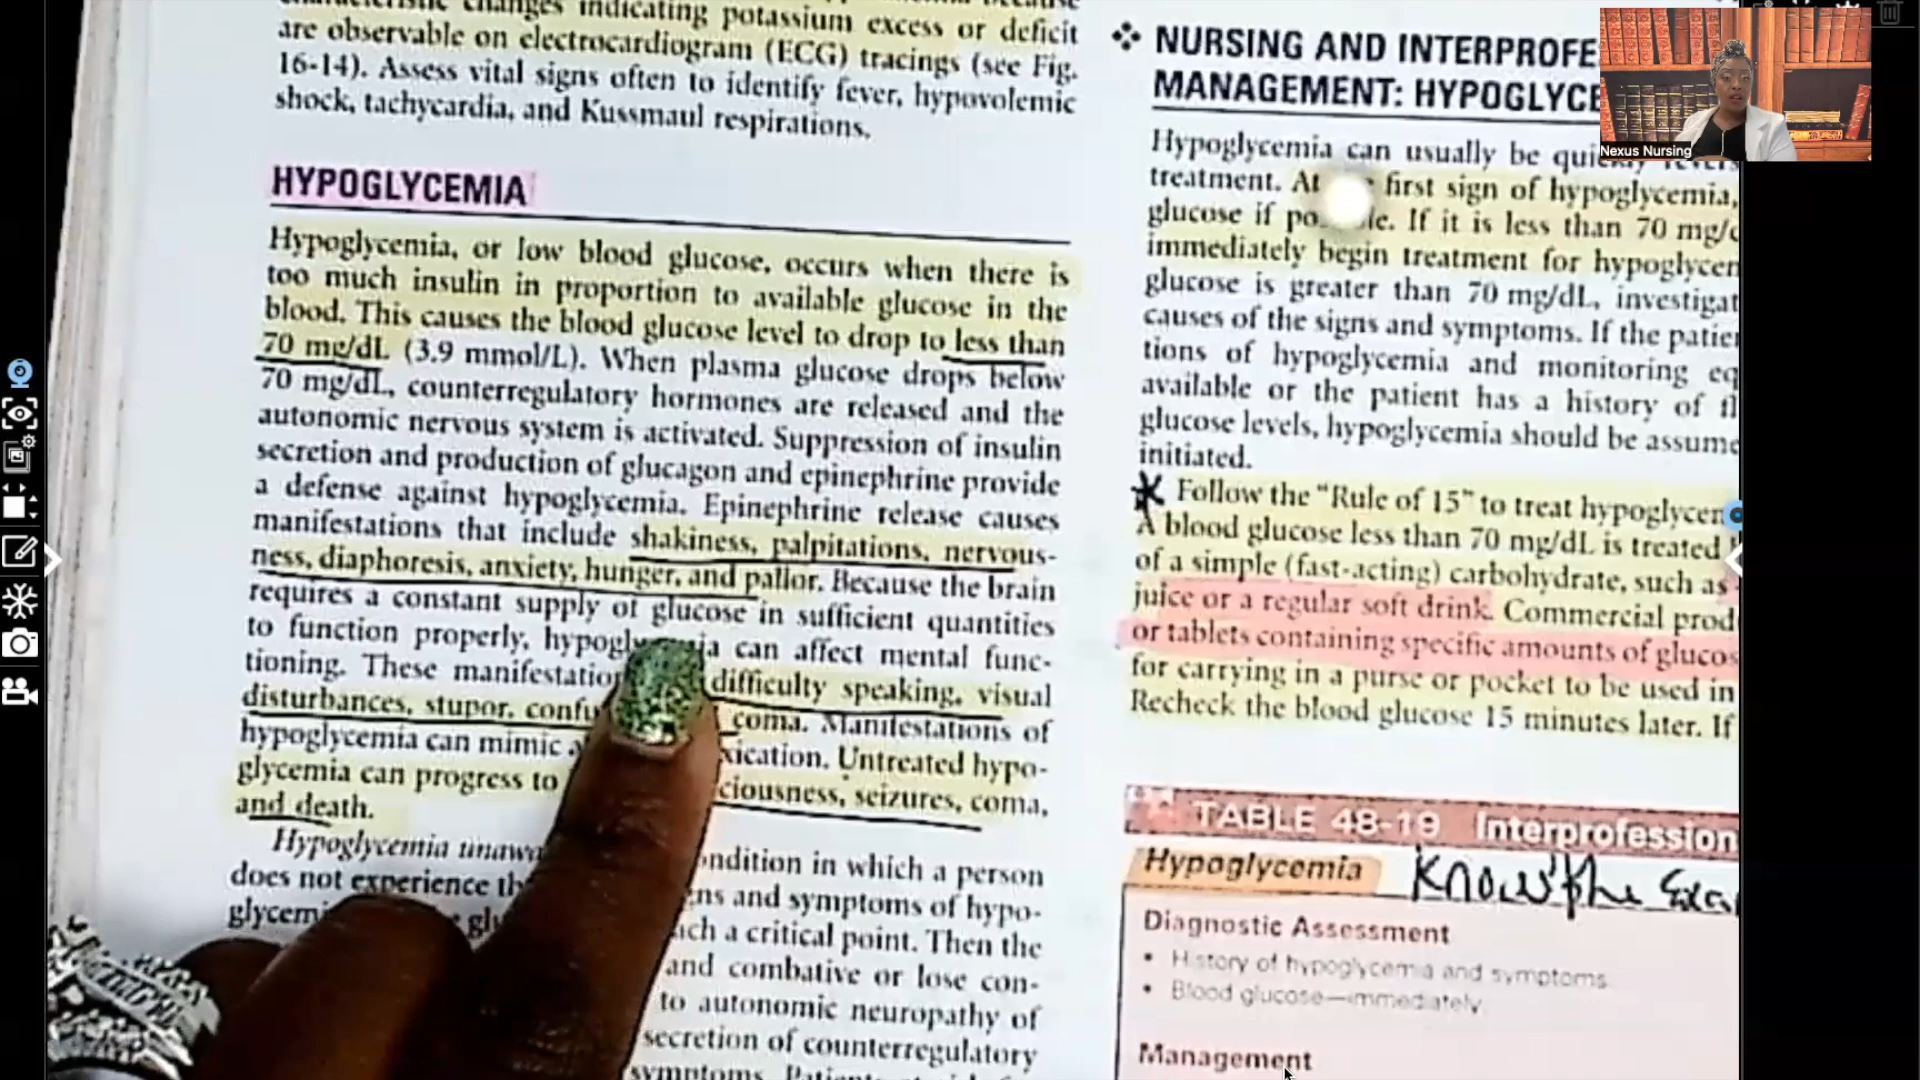 characteristic changes indicating potassium excess or deficit
are observable on electrocardiogram (ECG) tracings (see Fig.
16-14). Assess vital signs often to identify fever, hypovolemic
shock, tachycardia, and Kussmaul respirations.
HYPOGLYCEMIA
Hypoglycemia, or low blood glucose, occurs when there is
too much insulin in proportion to available glucose in the
blood. This causes the blood glucose level to drop to less than
70 mg/dL (3.9 mmol/L). When plasma glucose drops below
70 mg/dL, counterregulatory hormones are released and the
autonomic nervous system is activated. Suppression of insulin
secretion and production of glucagon and epinephrine provide
a defense against hypoglycemia. Epinephrine release causes
manifestations that include shakiness, palpitations, nervous-
ness, diaphoresis, anxiety, hunger, and pallor. Because the brain
requires a constant supply of glucose in sufficient quantities
to function properly, can affect mental func-
tioning. These difficulty speaking, visual
disturbances, stupor, coma. Manifestations of
hypoglycemia can mimic Untreated hypo-
glycemia can progress to seizures, coma,
and death.
Hypoglycemia condition in which a person
does not experience signs and symptoms of hypo-
a critical point. Then the
and combative or lose con-
to autonomic neuropathy of
secretion of counterregulatory
symptoms.
❖ NURSING AND
MANAGEMENT:
Hypoglycemia can usually be
treatment. At first sign of hypoglycemia,
glucose if If it is less than 70
immediately begin treatment for
glucose is greater than 70 mg/dL,
causes of the signs and symptoms. If the
tions of hypoglycemia and monitoring
available or the patient has a history of
glucose levels, hypoglycemia should be
initiated.
Follow the "Rule of 15" to treat
A blood glucose less than 70 mg/dL is treated
of a simple (fast-acting) carbohydrate, such as
juice or a regular soft drink. Commercial
or tablets containing specific amounts of
for carrying in a purse or pocket to be used in
Recheck the blood glucose 15 minutes later. If
TABLE 48-19
Hypoglycemia Know the
Diagnostic Assessment
• History of hypoglycemia and symptoms
• Blood glucose—immediately
Management
Nexus Nursing